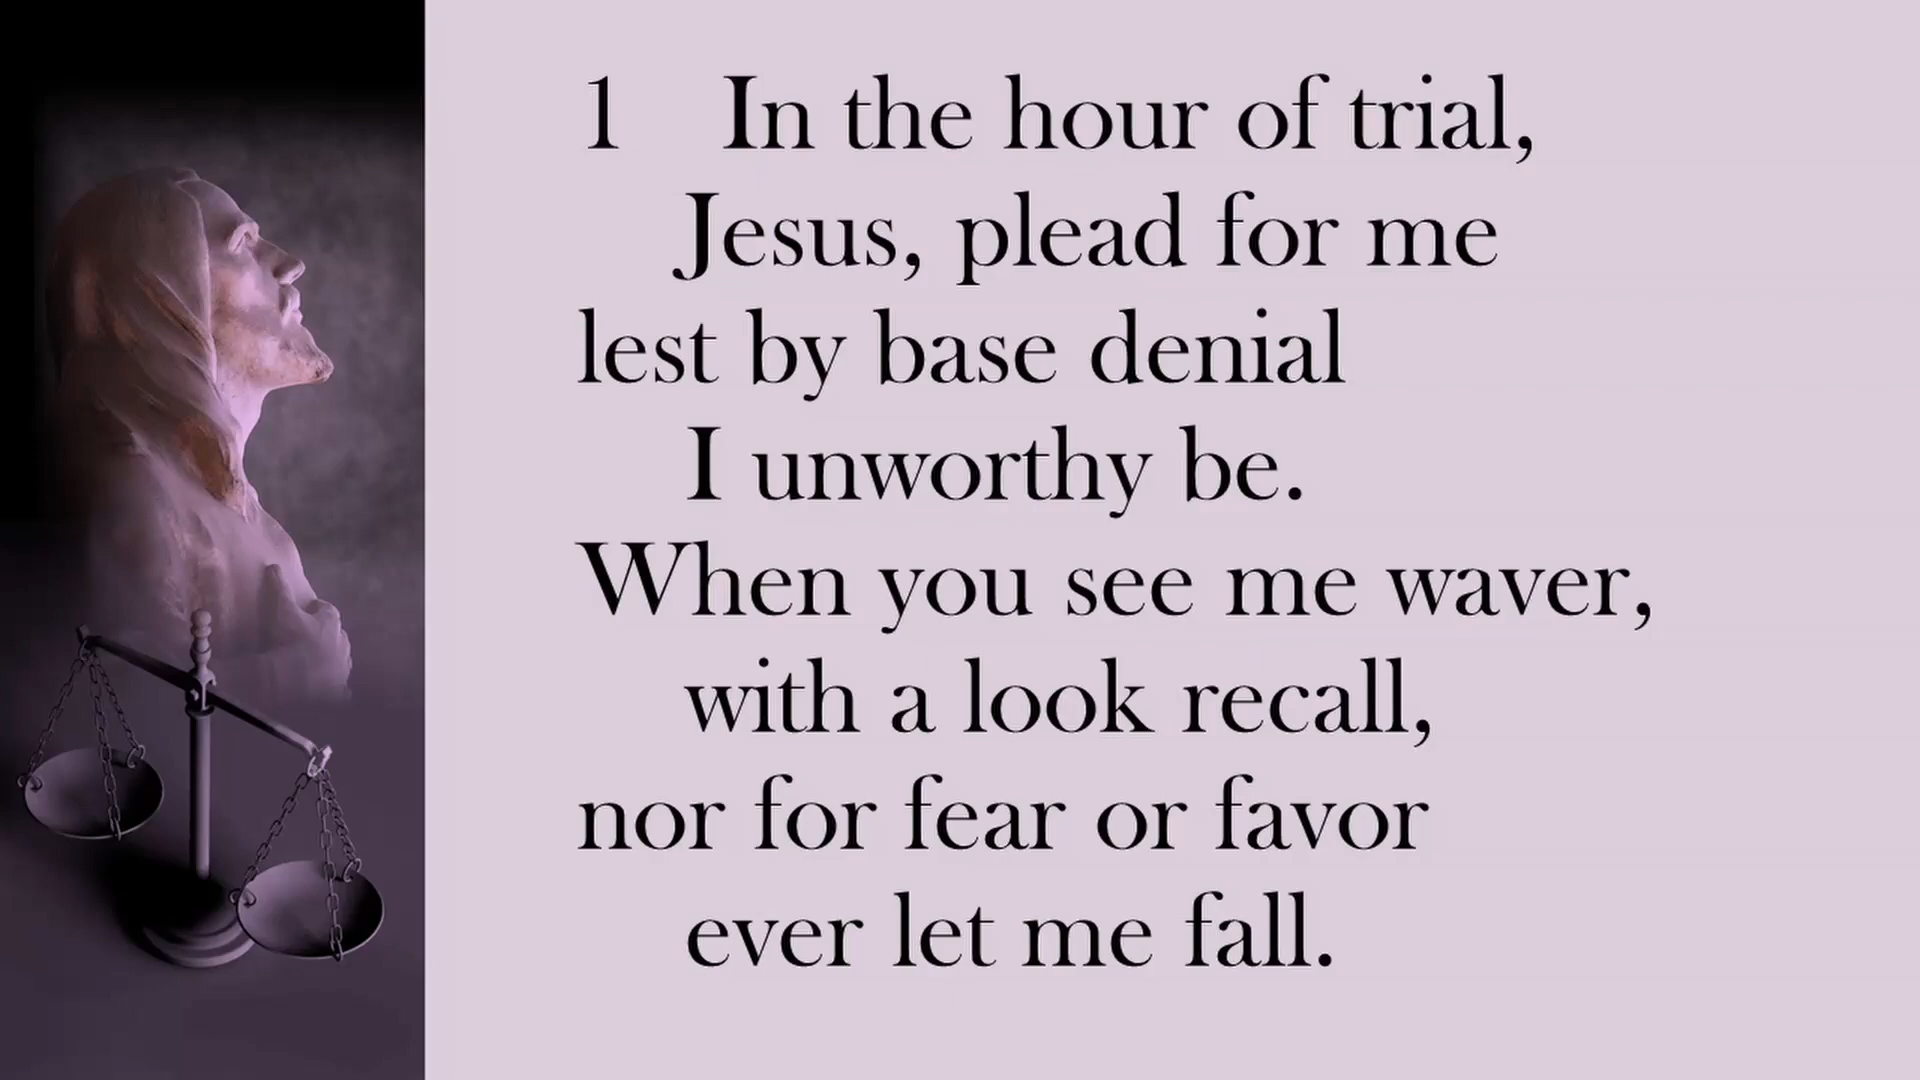 1 In the hour of trial,
Jesus, plead for me
lest by base denial
I unworthy be.
When you see me waver,
with a look recall,
nor for fear or favor
ever let me fall.